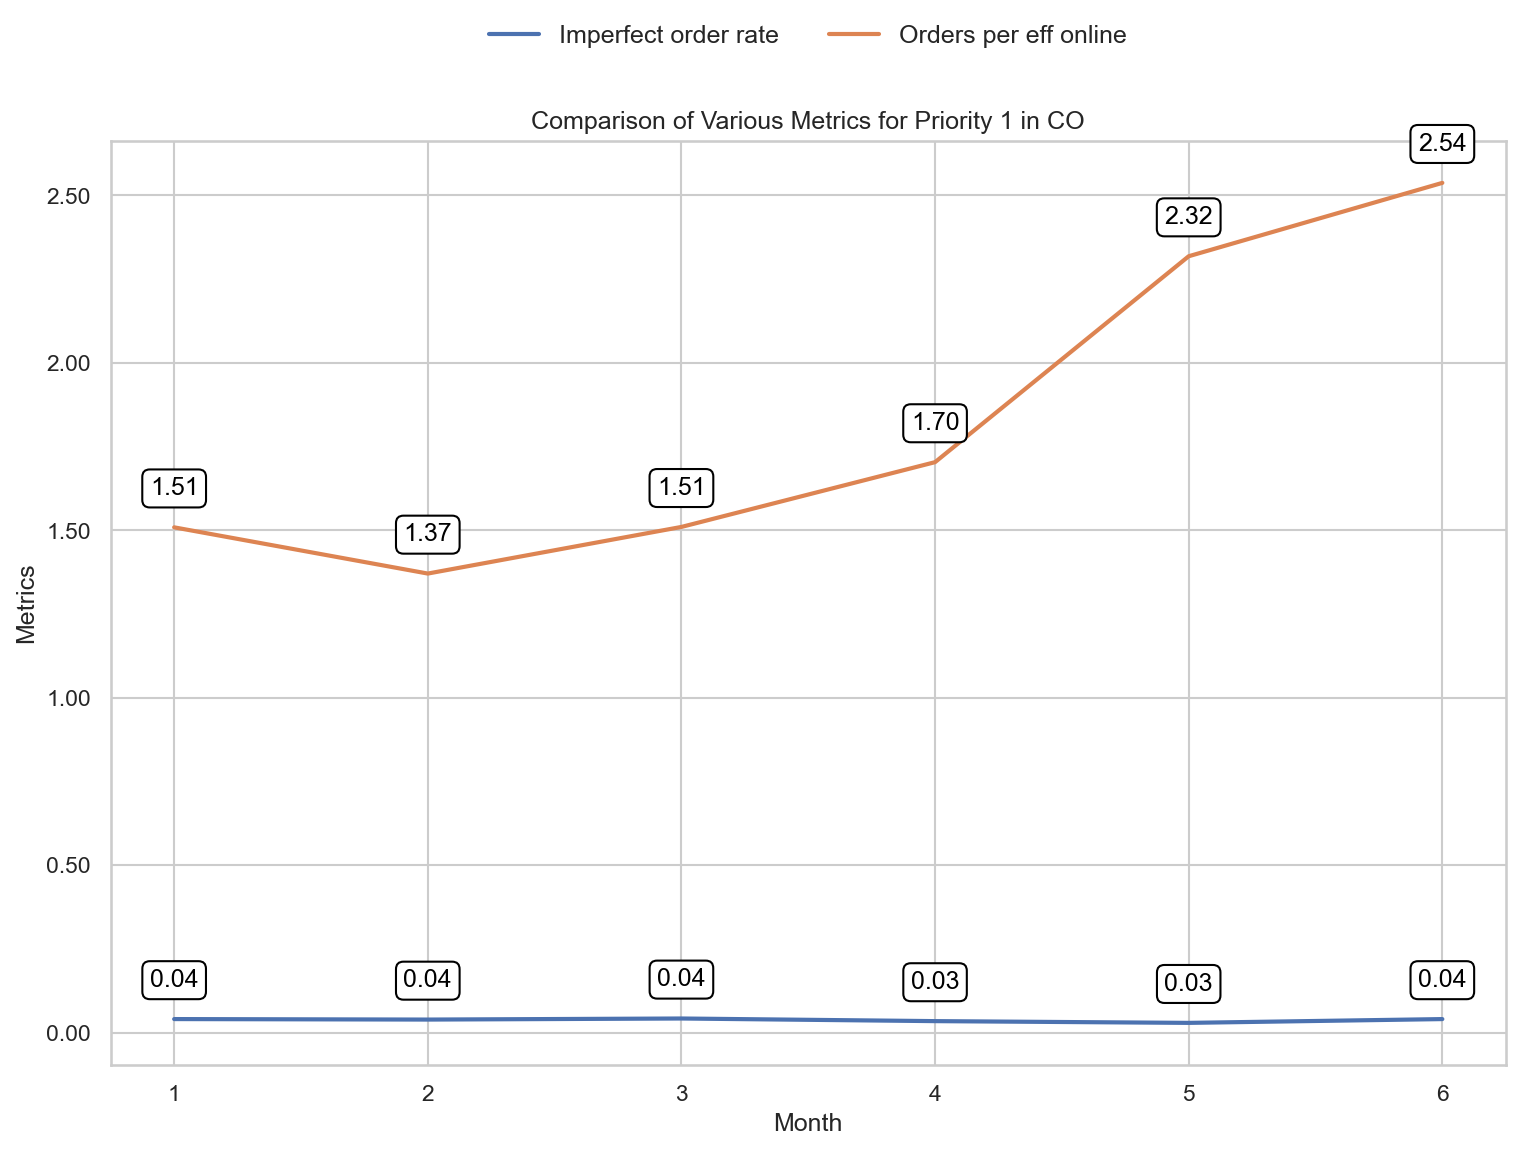 Imperfect order rate Orders per eff online
Comparison of Various Metrics for Priority 1 in CO
2.54
2.50
2.32
2.00
1.70
1.51 1.51
1.50
1.37
Metrics
1.00
0.50
0.04 0.04 0.04 0.03 0.03 0.04
0.00
1 2 3 4 5 6
Month